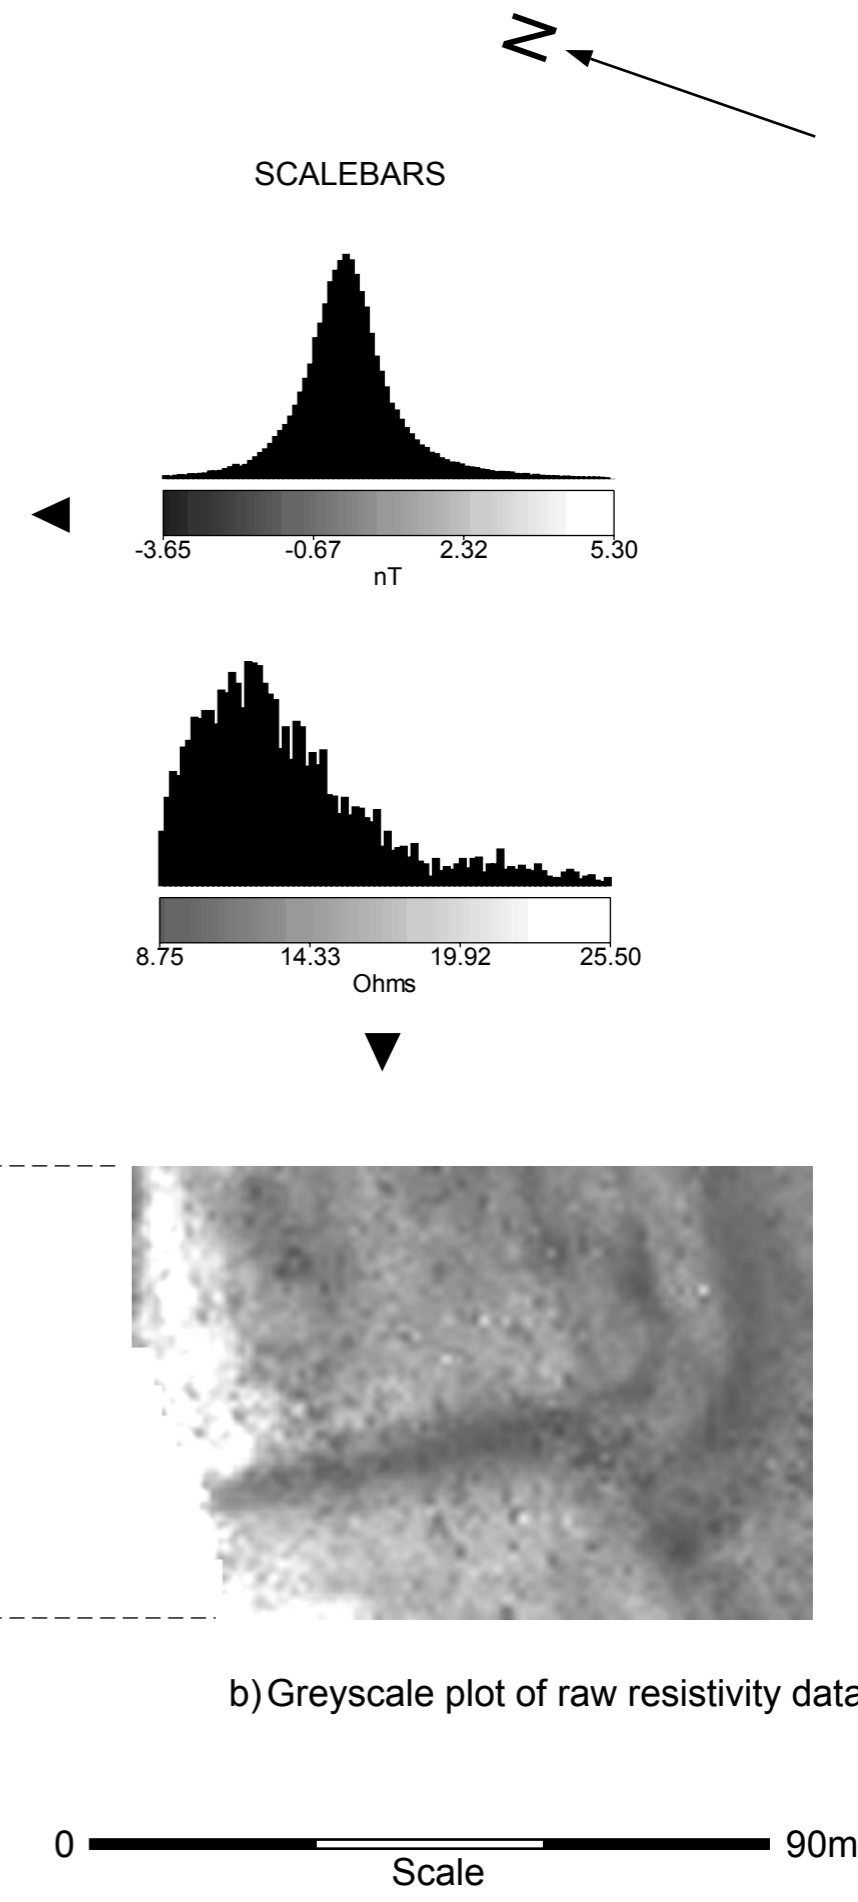 N
SCALEBARS
-3.65 -0.67 2.32 5.30
nT
8.75 14.33 19.92 25.50
Ohms
b) Greyscale plot of raw resistivity data
0 90m
Scale